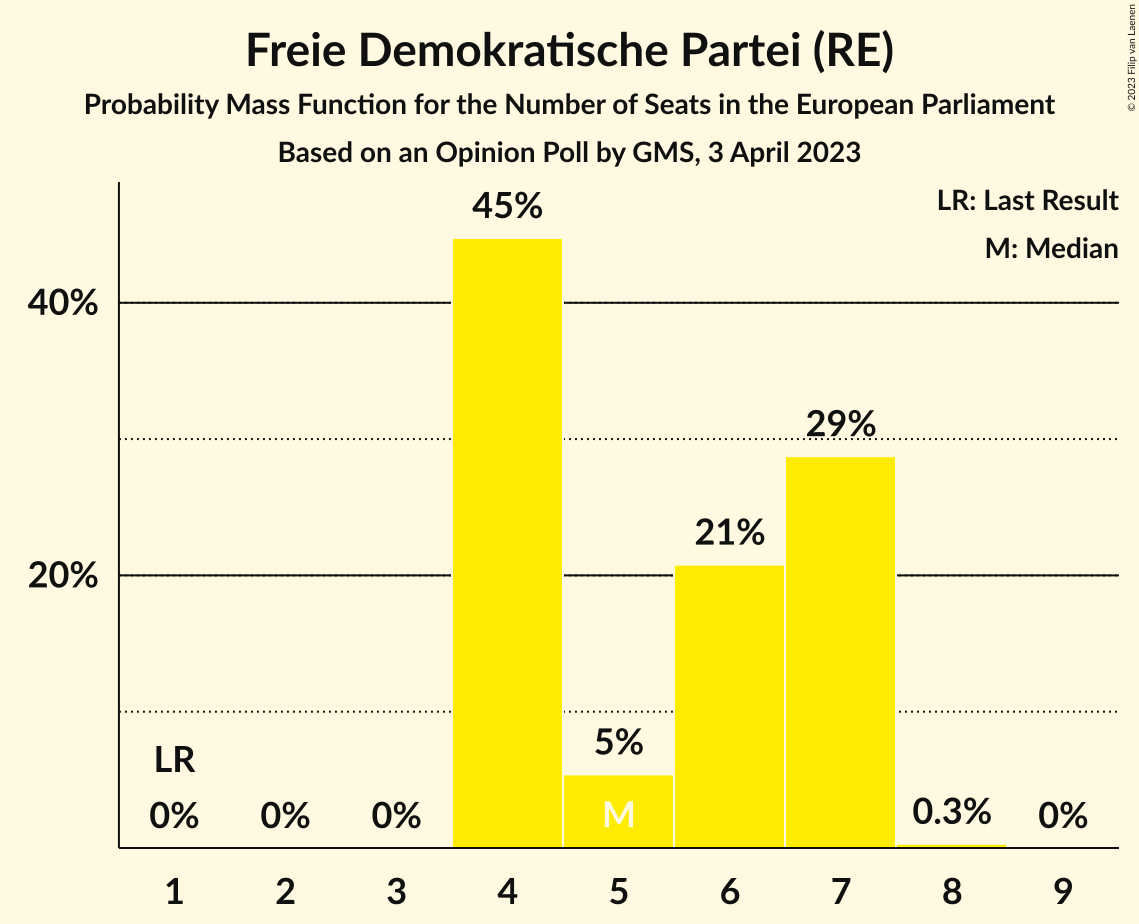 Freie Demokratische Partei (RE)
Probability Mass Function for the Number of Seats in the European Parliament
Based on an Opinion Poll by GMS, 3 April 2023
© 2023 Filip van Laenen
LR: Last Result
M: Median
45%
40%
29%
21%
20%
5%
LR
0% 0% 0% M 0.3% 0%
1 2 3 4 5 6 7 8 9